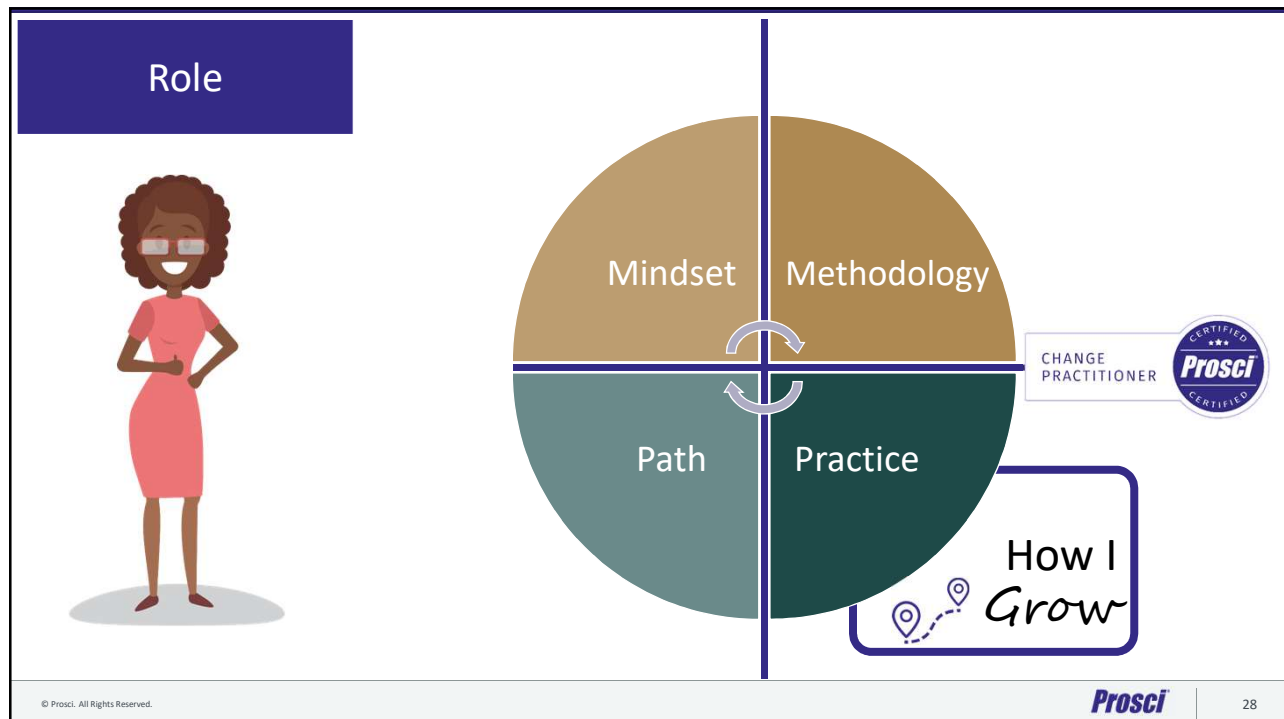 Role
Mindset
Methodology
CHANGE
PRACTITIONER
CERTIFIED
Prosci
CERTIFIED
Path
Practice
How I
Grow
© Prosci. All Rights Reserved.
Prosci
28